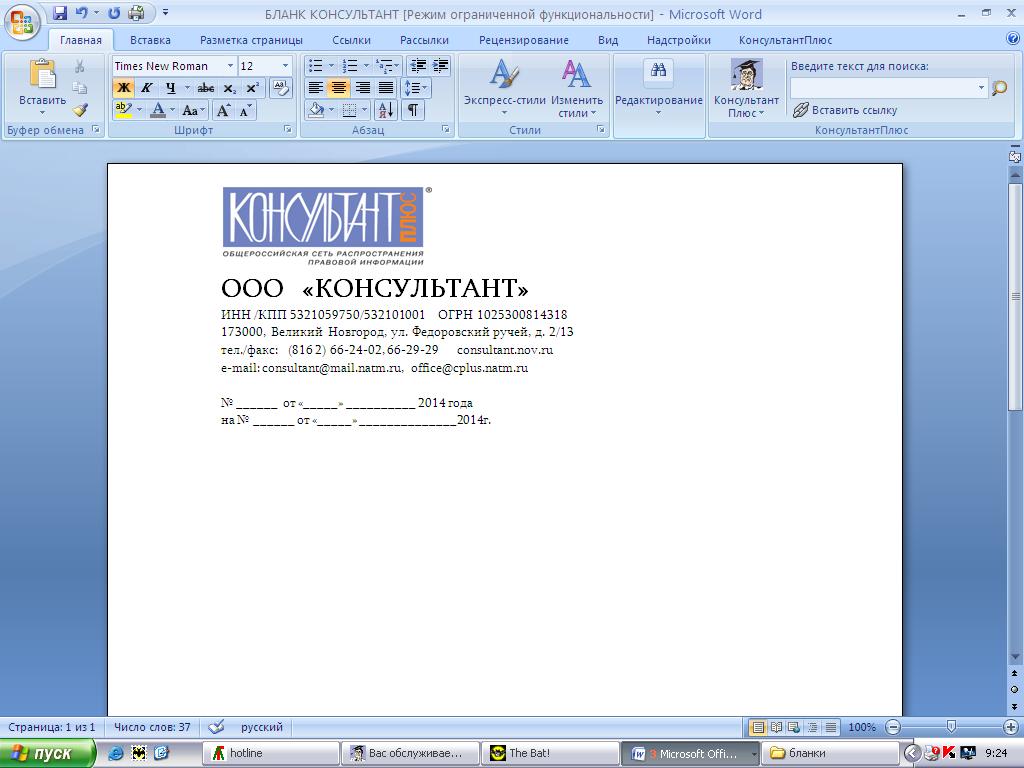 БЛАНК КОНСУЛЬТАНТ [Режим ограниченной функциональности] - Microsoft Word
Главная Вставка Разметка страницы Ссылки Рассылки Рецензирование Вид Надстройки КонсультантПлюс
Вставить
Буфер обмена
Times New Roman 12
Ж К Ч abc x₂ x²
ab А Aa А А
Шрифт
Абзац
Экспресс-стили
Изменить
стили
Стили
Редактирование
Консультант
Плюс
Введите текст для поиска:
Вставить ссылку
КонсультантПлюс
КОНСУЛЬТАНТ ПЛЮС ®
ОБЩЕРОССИЙСКАЯ СЕТЬ РАСПРОСТРАНЕНИЯ
ПРАВОВОЙ ИНФОРМАЦИИ
ООО «КОНСУЛЬТАНТ»
ИНН /КПП 5321059750/532101001 ОГРН 1025300814318
173000, Великий Новгород, ул. Федоровский ручей, д. 2/13
тел./факс: (816 2) 66-24-02, 66-29-29 consultant.nov.ru
e-mail: consultant@mail.natm.ru, office@cplus.natm.ru
№ ______ от «_____» __________ 2014 года
на № ______ от «_____» ______________2014г.
Страница: 1 из 1 Число слов: 37 русский 100%
пуск hotline Вас обслуживае... The Bat! 3 Microsoft Offi... бланки 9:24